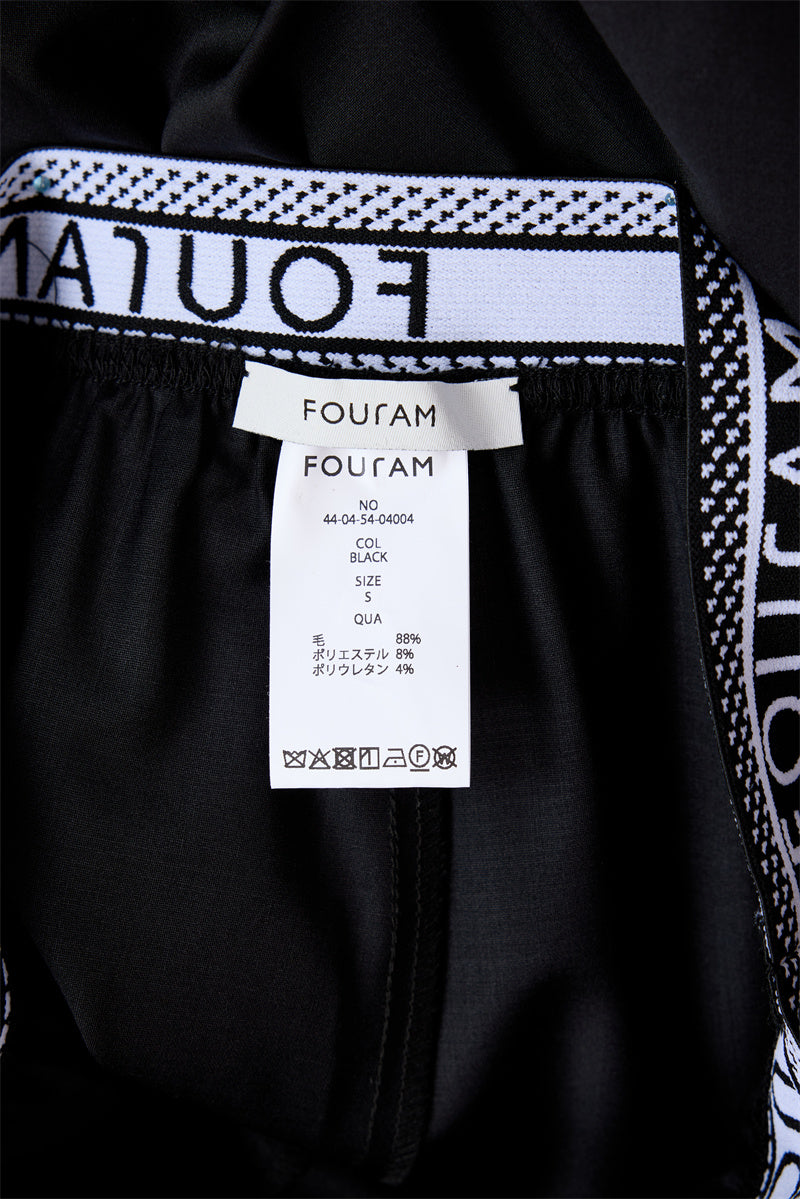 FOURAM
FOURAM
FOURAM
NO
44-04-54-04004
COL
BLACK
SIZE
S
QUA
毛 88%
ポリエステル 8%
ポリウレタン 4%
FOURAM